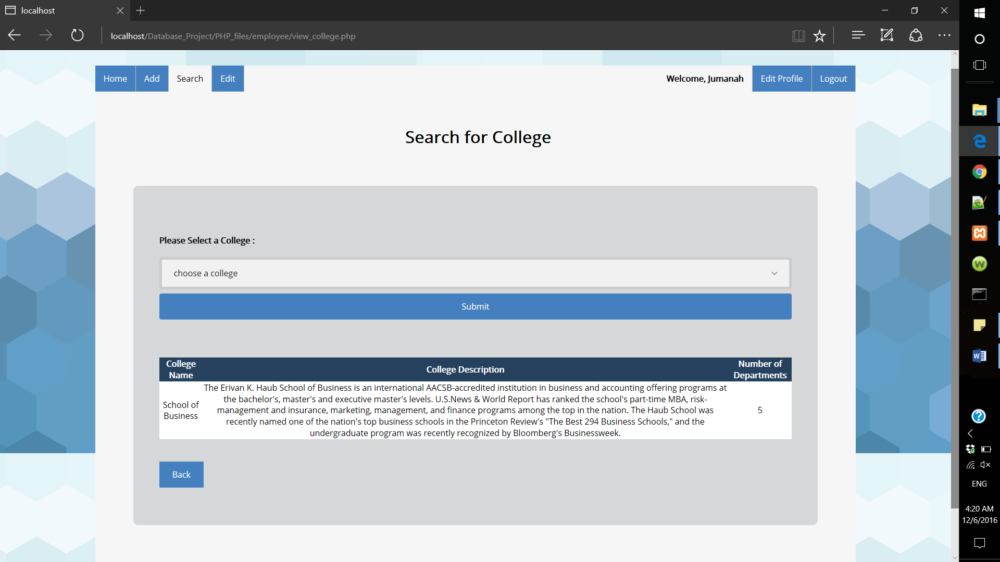 localhost
localhost/Database_Project/PHP_files/employee/view_college.php
Home Add Search Edit Welcome, Jumanah Edit Profile Logout
Search for College
Please Select a College :
choose a college
Submit
College Name
College Description
Number of Departments
School of Business
The Erivan K. Haub School of Business is an international AACSB-accredited institution in business and accounting offering programs at
the bachelor's, master's and executive master's levels. U.S.News & World Report has ranked the school's part-time MBA, risk-
management and insurance, marketing, management, and finance programs among the top in the nation. The Haub School was
recently named one of the nation's top business schools in the Princeton Review's "The Best 294 Business Schools," and the
undergraduate program was recently recognized by Bloomberg's Businessweek.
5
Back
ENG
4:20 AM
12/6/2016